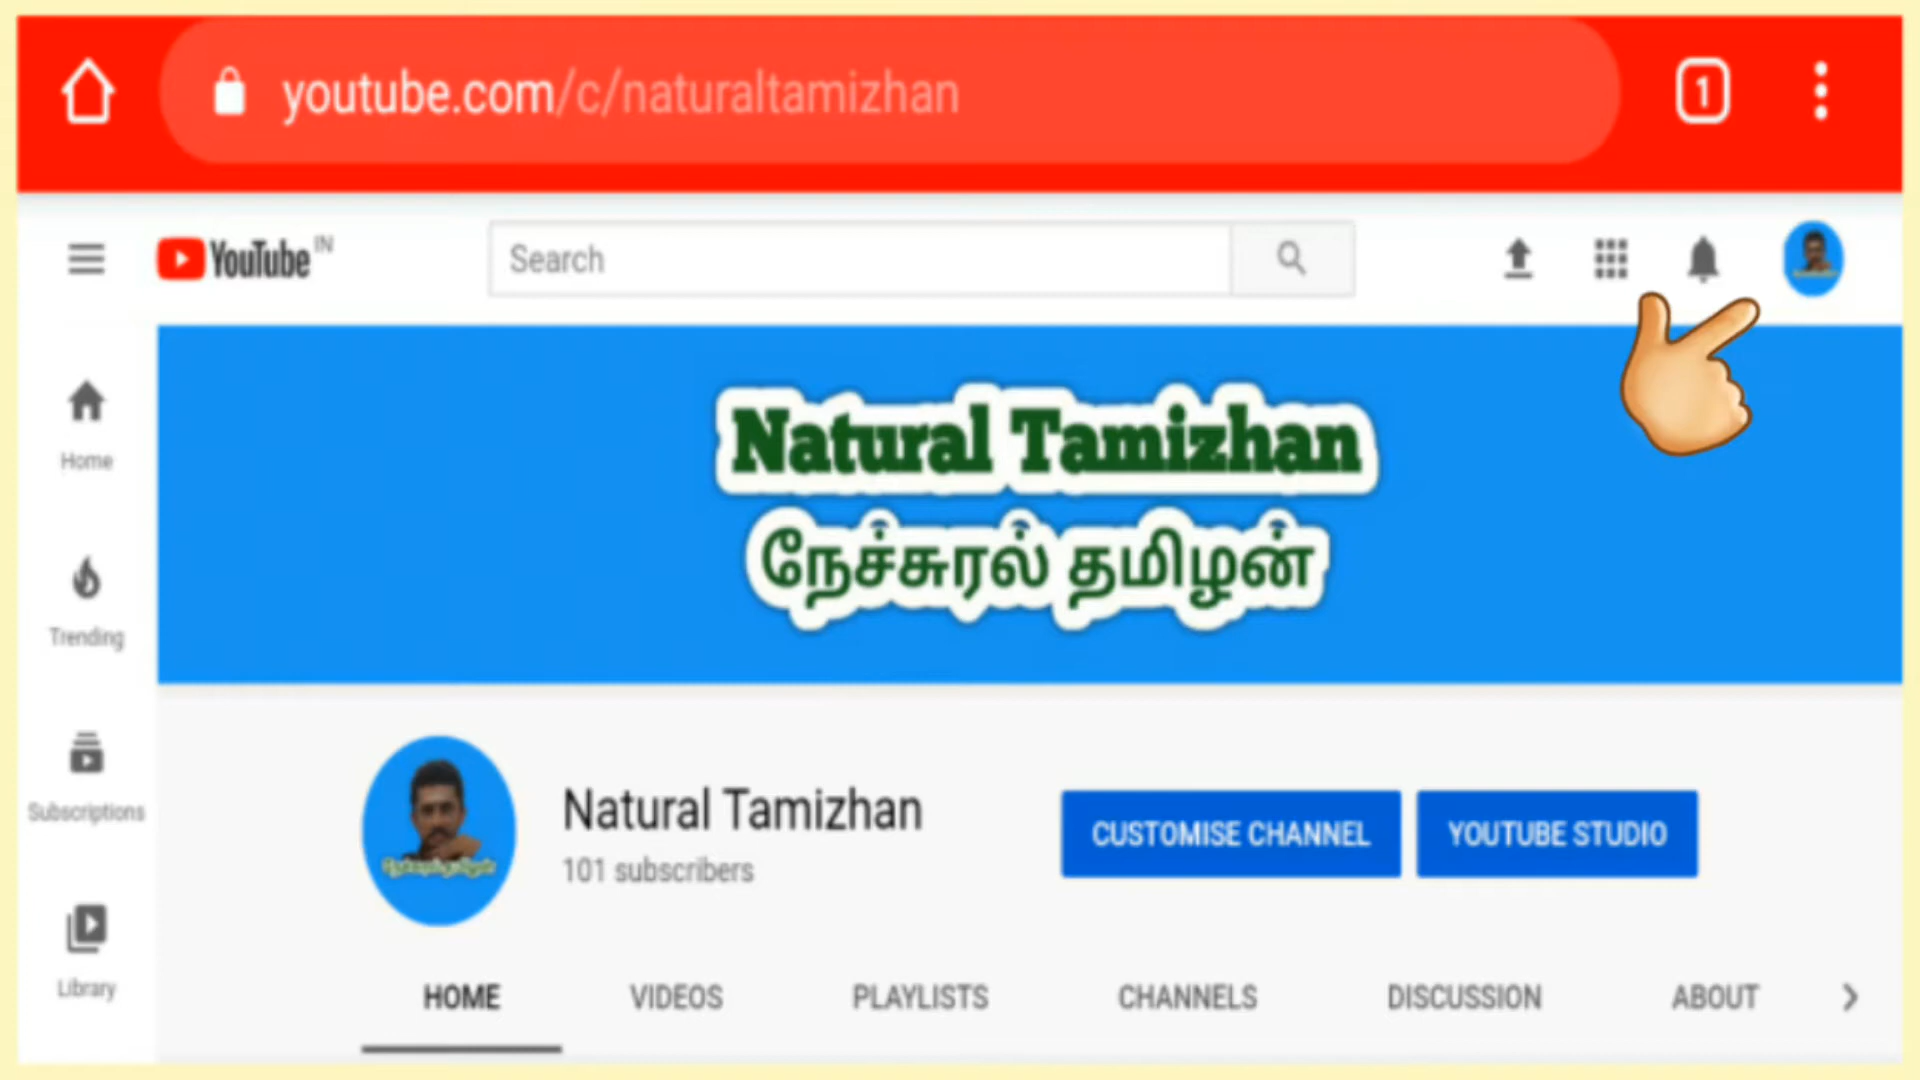 youtube.com/c/naturaltamizhan
1
YouTube IN
Search
Home
Trending
Subscriptions
Library
Natural Tamizhan
நேச்சுரல் தமிழன்
Natural Tamizhan
101 subscribers
CUSTOMISE CHANNEL
YOUTUBE STUDIO
HOME VIDEOS PLAYLISTS CHANNELS DISCUSSION ABOUT